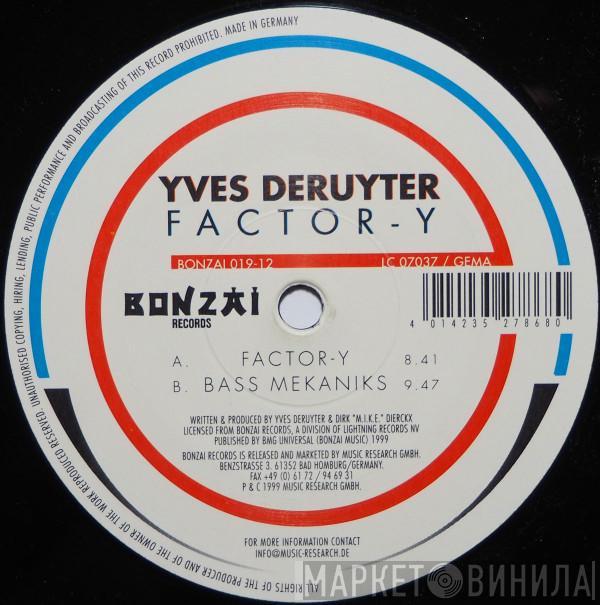 ALL RIGHTS OF THE PRODUCER AND OF THE OWNER OF THE WORK REPRODUCED RESERVED. UNAUTHORISED COPYING, HIRING, LENDING, PUBLIC PERFORMANCE AND BROADCASTING OF THIS RECORD PROHIBITED. MADE IN GERMANY
YVES DERUYTER
FACTOR-Y
BONZAI 019-12 LC 07037 / GEMA
BONZAI
RECORDS
4 014235 278680
A. FACTOR-Y 8.41
B. BASS MEKANIKS 9.47
WRITTEN & PRODUCED BY YVES DERUYTER & DIRK "M.I.K.E." DIERCKX
LICENSED FROM BONZAI RECORDS, A DIVISION OF LIGHTNING RECORDS NV
PUBLISHED BY BMG UNIVERSAL (BONZAI MUSIC) 1999
BONZAI RECORDS IS RELEASED AND MARKETED BY MUSIC RESEARCH GMBH.
BENZSTRASSE 3. 61352 BAD HOMBURG/GERMANY.
FAX +49 (0) 61 72 / 94 69 31
P & C 1999 MUSIC RESEARCH GMBH.
FOR MORE INFORMATION CONTACT
INFO@MUSIC-RESEARCH.DE
МАРКЕТ ВИНИЛА